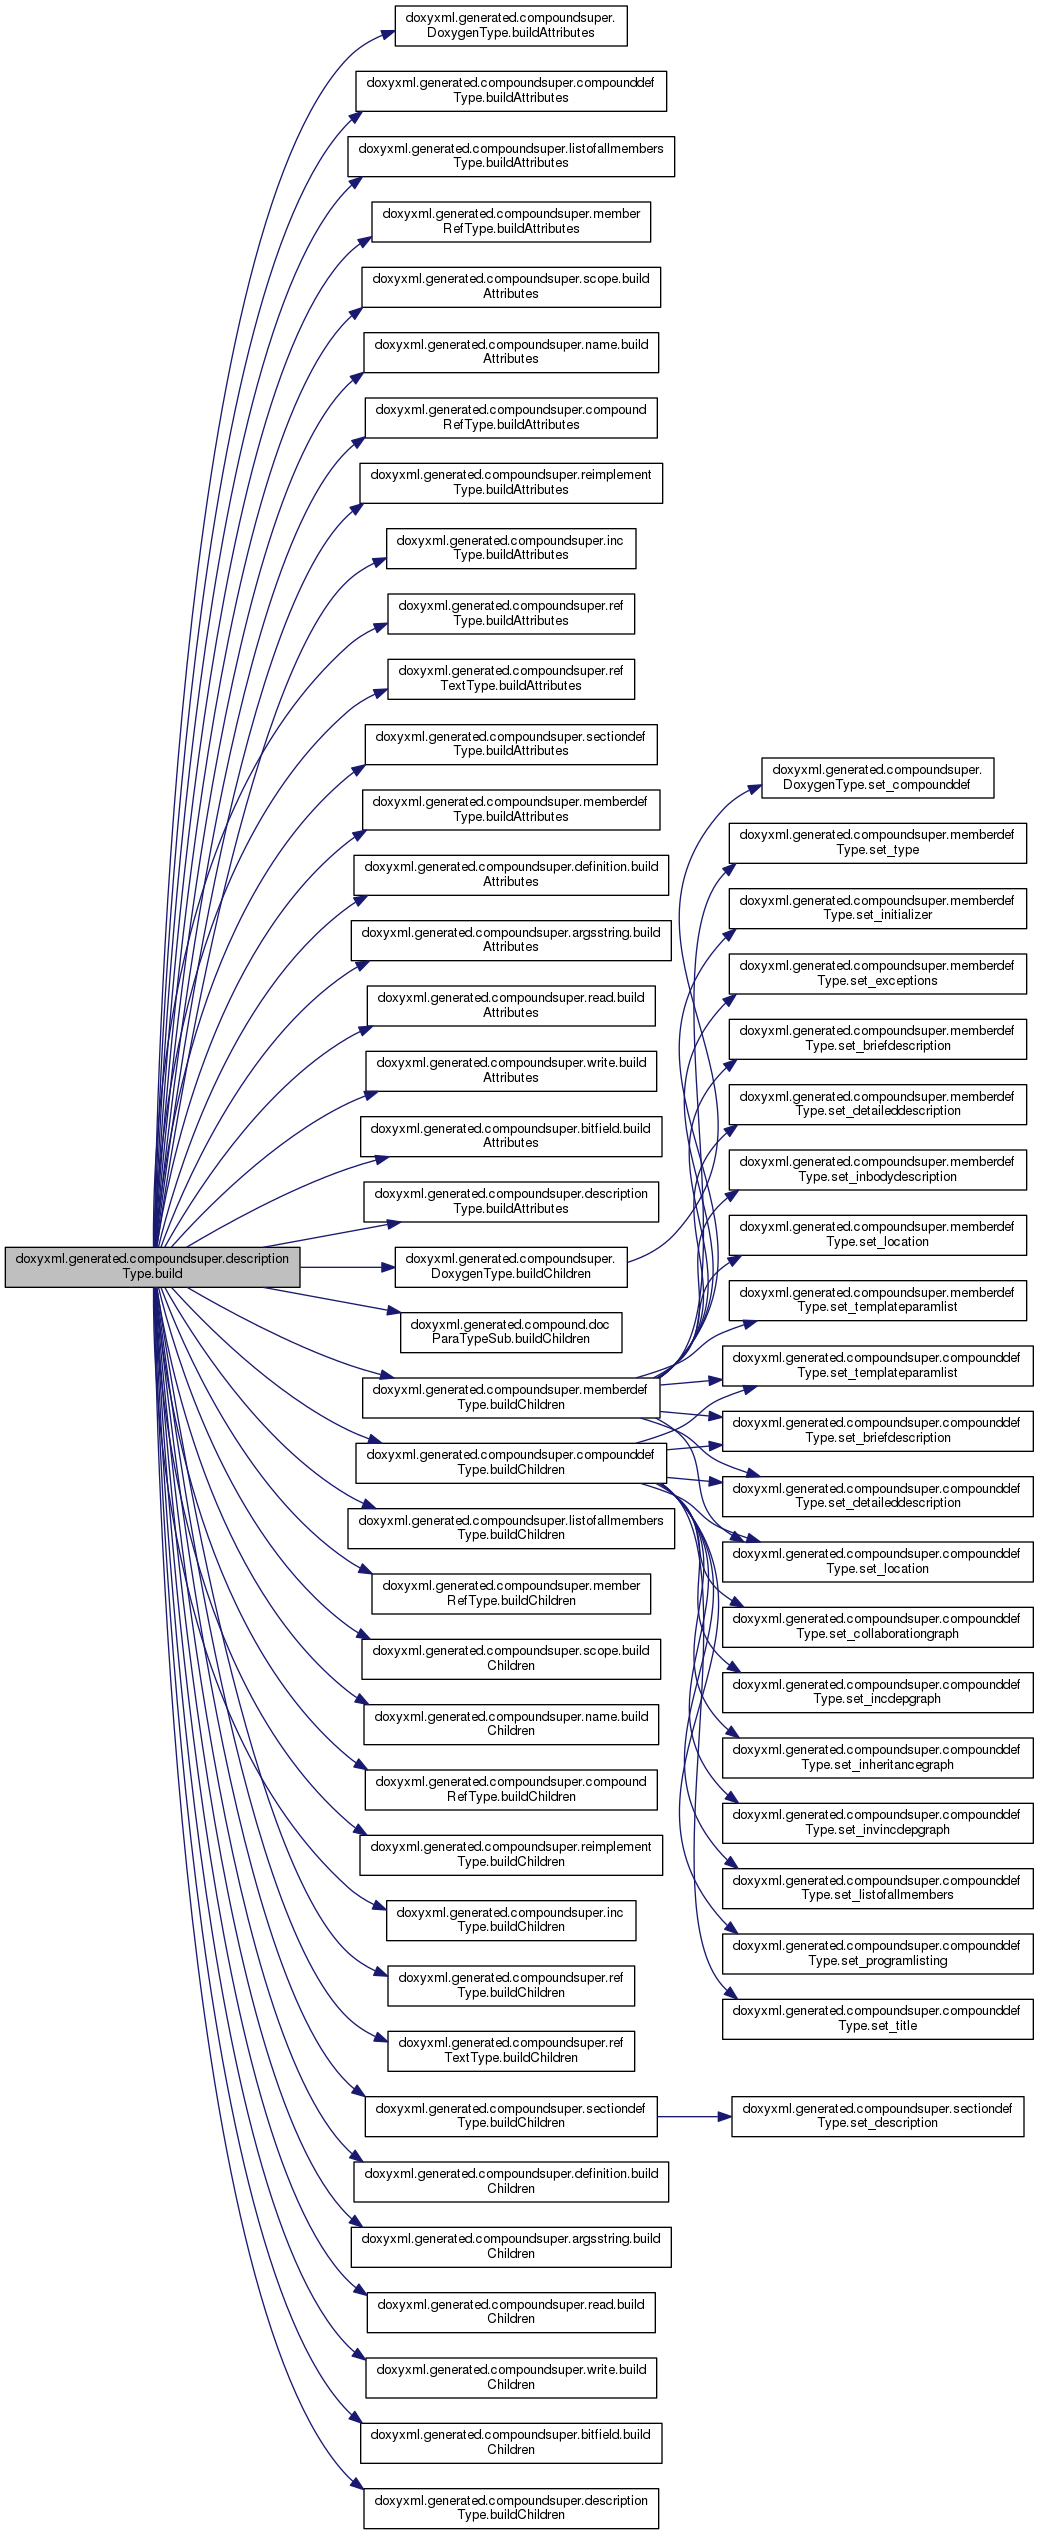 doxyxml.generated.compoundsuper.description
Type.build
doxyxml.generated.compoundsuper.
DoxygenType.buildAttributes
doxyxml.generated.compoundsuper.compounddef
Type.buildAttributes
doxyxml.generated.compoundsuper.listofallmembers
Type.buildAttributes
doxyxml.generated.compoundsuper.member
RefType.buildAttributes
doxyxml.generated.compoundsuper.scope.build
Attributes
doxyxml.generated.compoundsuper.name.build
Attributes
doxyxml.generated.compoundsuper.compound
RefType.buildAttributes
doxyxml.generated.compoundsuper.reimplement
Type.buildAttributes
doxyxml.generated.compoundsuper.inc
Type.buildAttributes
doxyxml.generated.compoundsuper.ref
Type.buildAttributes
doxyxml.generated.compoundsuper.ref
TextType.buildAttributes
doxyxml.generated.compoundsuper.sectiondef
Type.buildAttributes
doxyxml.generated.compoundsuper.memberdef
Type.buildAttributes
doxyxml.generated.compoundsuper.definition.build
Attributes
doxyxml.generated.compoundsuper.argsstring.build
Attributes
doxyxml.generated.compoundsuper.read.build
Attributes
doxyxml.generated.compoundsuper.write.build
Attributes
doxyxml.generated.compoundsuper.bitfield.build
Attributes
doxyxml.generated.compoundsuper.description
Type.buildAttributes
doxyxml.generated.compoundsuper.
DoxygenType.buildChildren
doxyxml.generated.compound.doc
ParaTypeSub.buildChildren
doxyxml.generated.compoundsuper.memberdef
Type.buildChildren
doxyxml.generated.compoundsuper.compounddef
Type.buildChildren
doxyxml.generated.compoundsuper.listofallmembers
Type.buildChildren
doxyxml.generated.compoundsuper.member
RefType.buildChildren
doxyxml.generated.compoundsuper.scope.build
Children
doxyxml.generated.compoundsuper.name.build
Children
doxyxml.generated.compoundsuper.compound
RefType.buildChildren
doxyxml.generated.compoundsuper.reimplement
Type.buildChildren
doxyxml.generated.compoundsuper.inc
Type.buildChildren
doxyxml.generated.compoundsuper.ref
Type.buildChildren
doxyxml.generated.compoundsuper.ref
TextType.buildChildren
doxyxml.generated.compoundsuper.sectiondef
Type.buildChildren
doxyxml.generated.compoundsuper.definition.build
Children
doxyxml.generated.compoundsuper.argsstring.build
Children
doxyxml.generated.compoundsuper.read.build
Children
doxyxml.generated.compoundsuper.write.build
Children
doxyxml.generated.compoundsuper.bitfield.build
Children
doxyxml.generated.compoundsuper.description
Type.buildChildren
doxyxml.generated.compoundsuper.
DoxygenType.set_compounddef
doxyxml.generated.compoundsuper.memberdef
Type.set_type
doxyxml.generated.compoundsuper.memberdef
Type.set_initializer
doxyxml.generated.compoundsuper.memberdef
Type.set_exceptions
doxyxml.generated.compoundsuper.memberdef
Type.set_briefdescription
doxyxml.generated.compoundsuper.memberdef
Type.set_detaileddescription
doxyxml.generated.compoundsuper.memberdef
Type.set_inbodydescription
doxyxml.generated.compoundsuper.memberdef
Type.set_location
doxyxml.generated.compoundsuper.memberdef
Type.set_templateparamlist
doxyxml.generated.compoundsuper.compounddef
Type.set_templateparamlist
doxyxml.generated.compoundsuper.compounddef
Type.set_briefdescription
doxyxml.generated.compoundsuper.compounddef
Type.set_detaileddescription
doxyxml.generated.compoundsuper.compounddef
Type.set_location
doxyxml.generated.compoundsuper.compounddef
Type.set_collaborationgraph
doxyxml.generated.compoundsuper.compounddef
Type.set_incdepgraph
doxyxml.generated.compoundsuper.compounddef
Type.set_inheritancegraph
doxyxml.generated.compoundsuper.compounddef
Type.set_invincdepgraph
doxyxml.generated.compoundsuper.compounddef
Type.set_listofallmembers
doxyxml.generated.compoundsuper.compounddef
Type.set_programlisting
doxyxml.generated.compoundsuper.compounddef
Type.set_title
doxyxml.generated.compoundsuper.sectiondef
Type.set_description